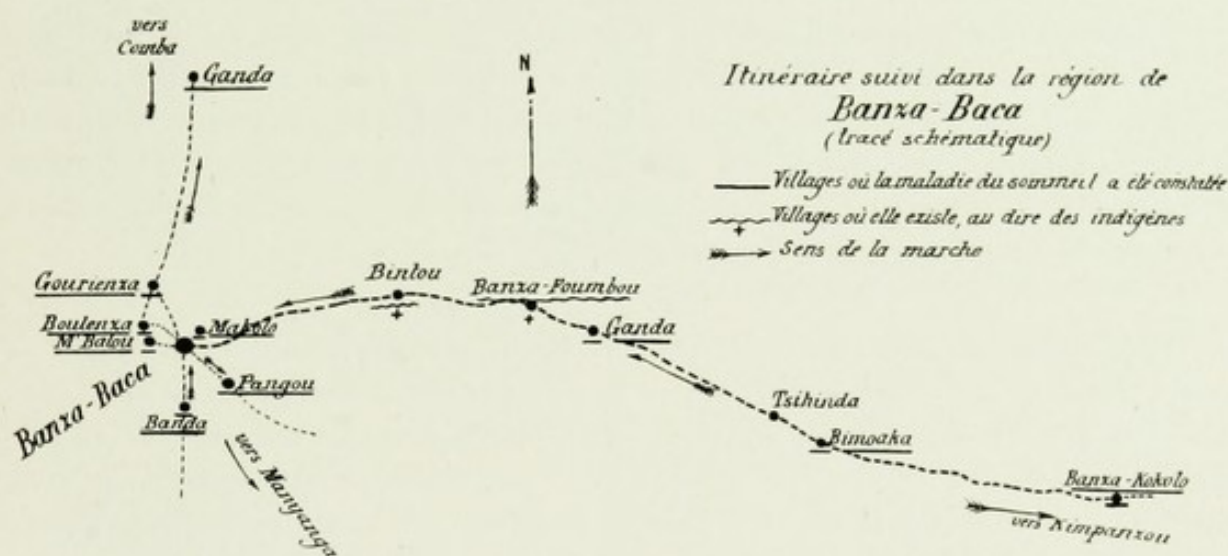 vers
Comba
Ganda
N
Itinéraire suivi dans la région de
Banza-Baca
(tracé schématique)
Villages où la maladie du sommeil a été constatée
Villages où elle existe, au dire des indigènes
Sens de la marche
Gourienza
Boulenza
M'Balou
Makolo
Bintou
Banza-Foumbou
Ganda
Banza-Baca
Pangou
Banda
vers Manyanga
Tsihinda
Bimoaka
Banza-Kokolo
vers Kimpanzou